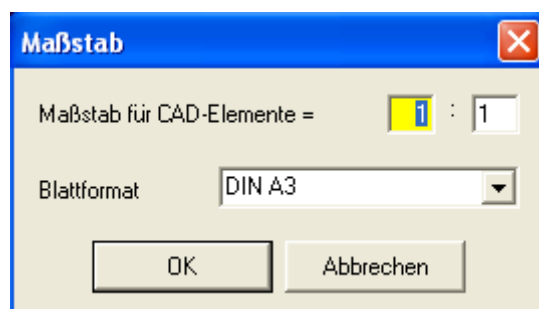 Maßstab
Maßstab für CAD-Elemente = 1 : 1
Blattformat DIN A3
OK Abbrechen